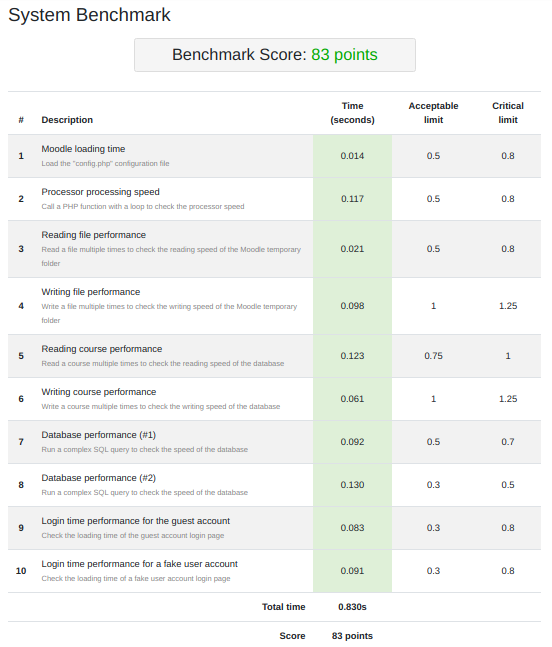 System Benchmark
Benchmark Score: 83 points
# Description Time (seconds) Acceptable limit Critical limit
1 Moodle loading time 0.014 0.5 0.8
Load the "config.php" configuration file
2 Processor processing speed 0.117 0.5 0.8
Call a PHP function with a loop to check the processor speed
3 Reading file performance 0.021 0.5 0.8
Read a file multiple times to check the reading speed of the Moodle temporary
folder
4 Writing file performance 0.098 1 1.25
Write a file multiple times to check the writing speed of the Moodle temporary
folder
5 Reading course performance 0.123 0.75 1
Read a course multiple times to check the reading speed of the database
6 Writing course performance 0.061 1 1.25
Write a course multiple times to check the writing speed of the database
7 Database performance (#1) 0.092 0.5 0.7
Run a complex SQL query to check the speed of the database
8 Database performance (#2) 0.130 0.3 0.5
Run a complex SQL query to check the speed of the database
9 Login time performance for the guest account 0.083 0.3 0.8
Check the loading time of the guest account login page
10 Login time performance for a fake user account 0.091 0.3 0.8
Check the loading time of a fake user account login page
Total time 0.830s
Score 83 points